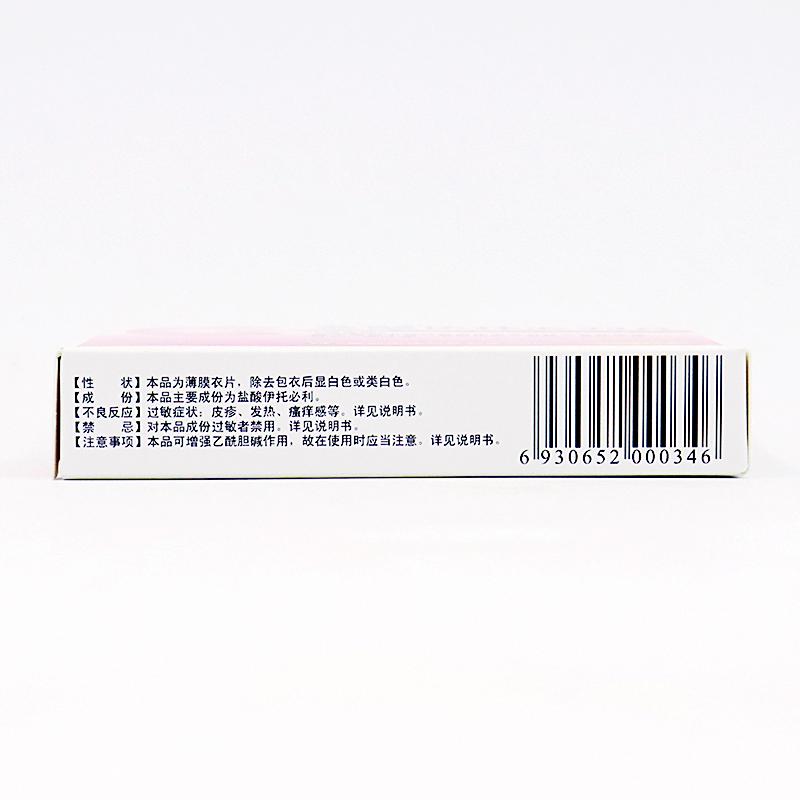 【性 状】本品为薄膜衣片，除去包衣后显白色或类白色。
【成 份】本品主要成份为盐酸伊托必利。
【不良反应】过敏症状：皮疹、发热、瘙痒感等。详见说明书。
【禁 忌】对本品成份过敏者禁用。详见说明书。
【注意事项】本品可增强乙酰胆碱作用，故在使用时应当注意。详见说明书。
6 930652 000346